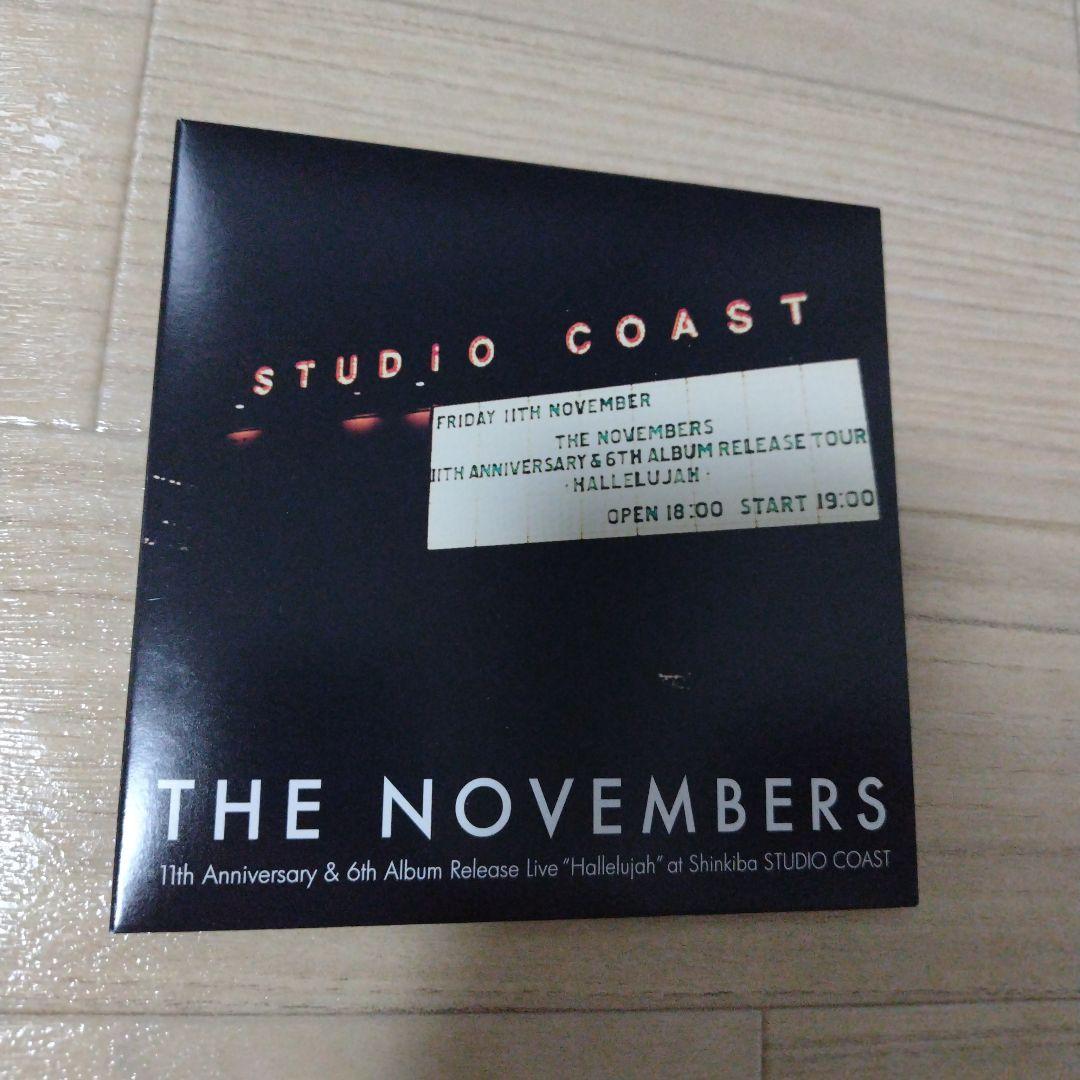 STUDiO COAST
FRIDAY 11TH NOVEMBER
THE NOVEMBERS
11TH ANNIVERSARY & 6TH ALBUM RELEASE TOUR
·HALLELUJAH·
OPEN 18:00 START 19:00
THE NOVEMBERS
11th Anniversary & 6th Album Release Live “Hallelujah” at Shinkiba STUDIO COAST